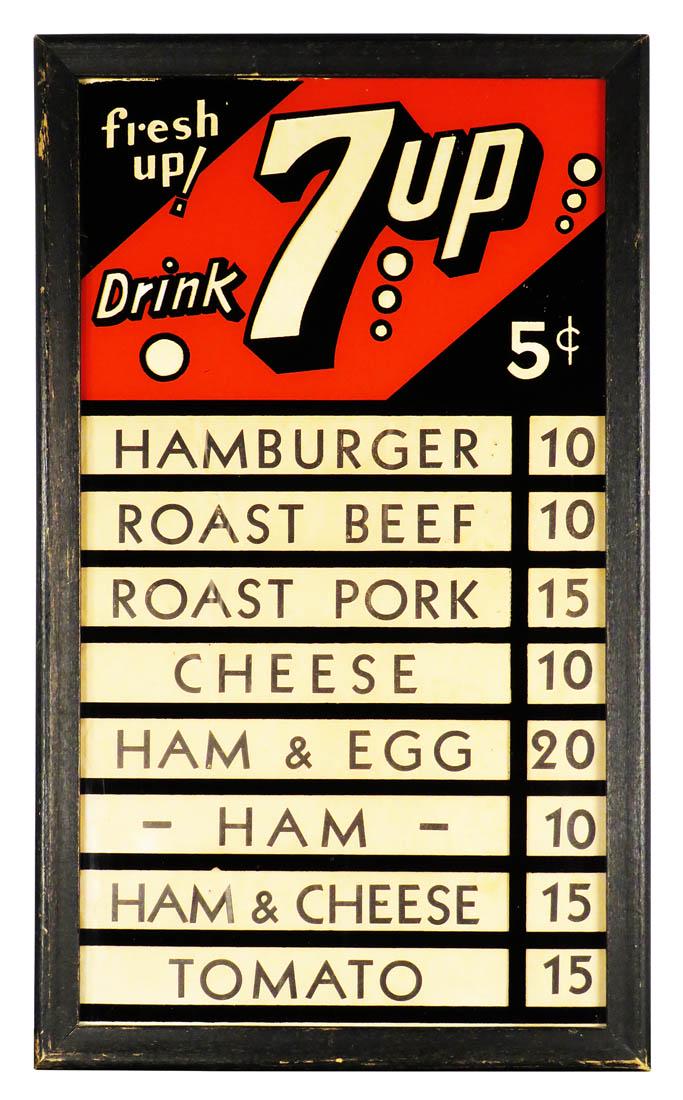 fresh
up!
Drink 7up
5¢
HAMBURGER 10
ROAST BEEF 10
ROAST PORK 15
CHEESE 10
HAM & EGG 20
- HAM - 10
HAM & CHEESE 15
TOMATO 15